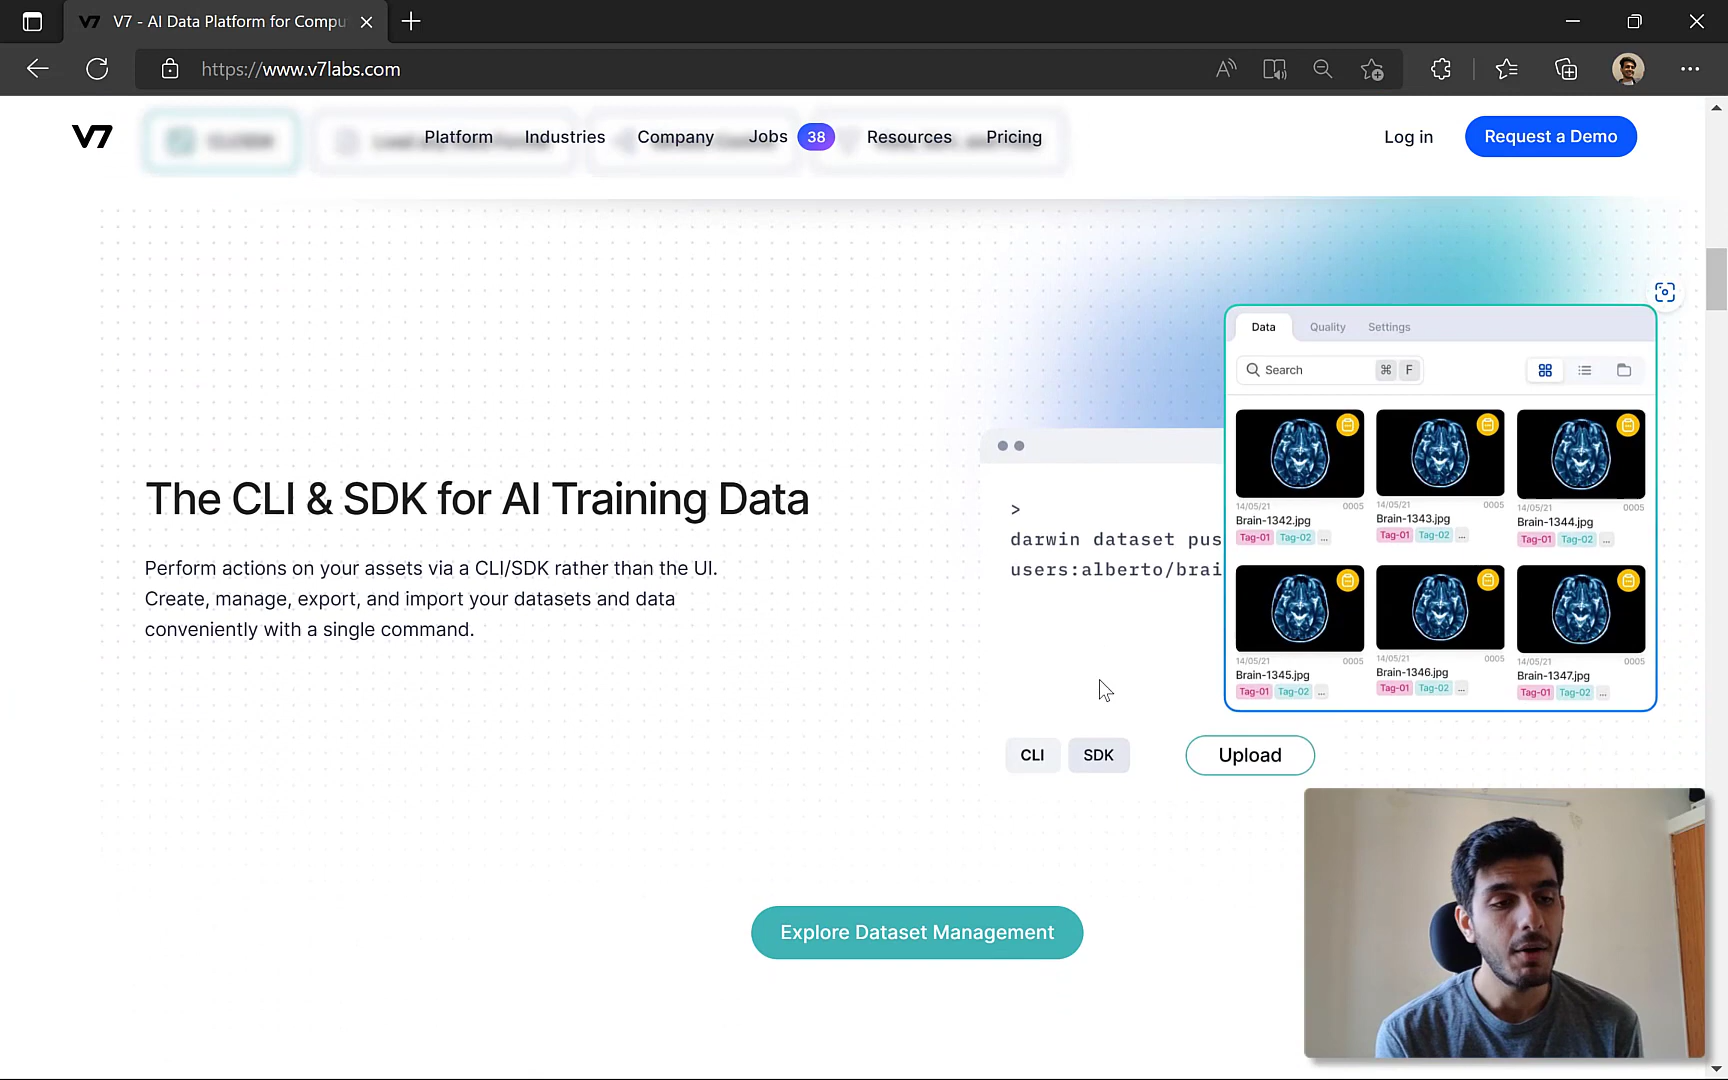 V7 - AI Data Platform for Compu
https://www.v7labs.com
V7
Platform
Industries
Company
Jobs
38
Resources
Pricing
Log in
Request a Demo
Data
Quality
Settings
Search
⌘ F
14/05/21 0005
Brain-1342.jpg
Tag-01 Tag-02 ...
14/05/21 0005
Brain-1343.jpg
Tag-01 Tag-02 ...
14/05/21 0005
Brain-1344.jpg
Tag-01 Tag-02 ...
14/05/21 0005
Brain-1345.jpg
Tag-01 Tag-02 ...
14/05/21 0005
Brain-1346.jpg
Tag-01 Tag-02 ...
14/05/21 0005
Brain-1347.jpg
Tag-01 Tag-02 ...
The CLI & SDK for AI Training Data
Perform actions on your assets via a CLI/SDK rather than the UI.
Create, manage, export, and import your datasets and data
conveniently with a single command.
>
darwin dataset pus
users:alberto/brai
CLI
SDK
Upload
Explore Dataset Management